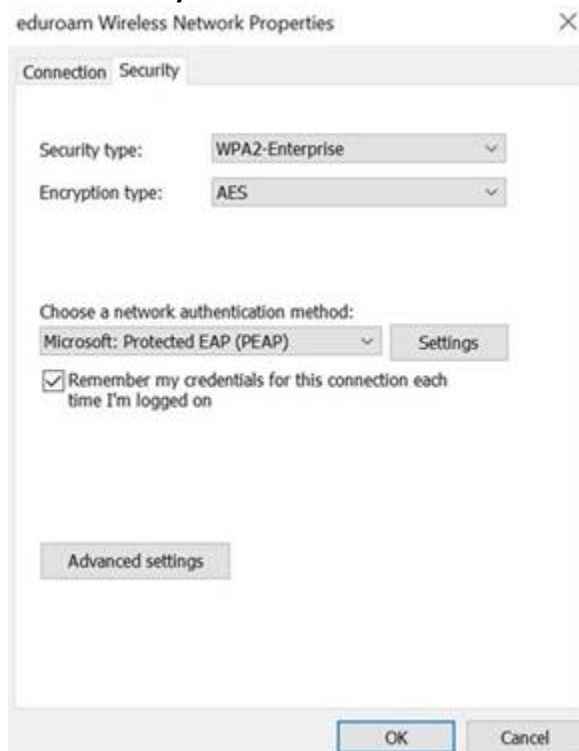 eduroam Wireless Network Properties
Connection Security
Security type: WPA2-Enterprise
Encryption type: AES
Choose a network authentication method:
Microsoft: Protected EAP (PEAP) Settings
Remember my credentials for this connection each
time I'm logged on
Advanced settings
OK Cancel